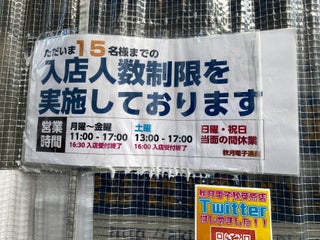 ただいま15名様までの
入店人数制限を
実施しております
営業時間
月曜～金曜 土曜 日曜・祝日
11:00 - 17:00 13:00 - 17:00 当面の間休業
16:30 入店受付終了 16:00 入店受付終了
秋月電子通商
秋月電子秋葉原店
Twitter
はじめました!!